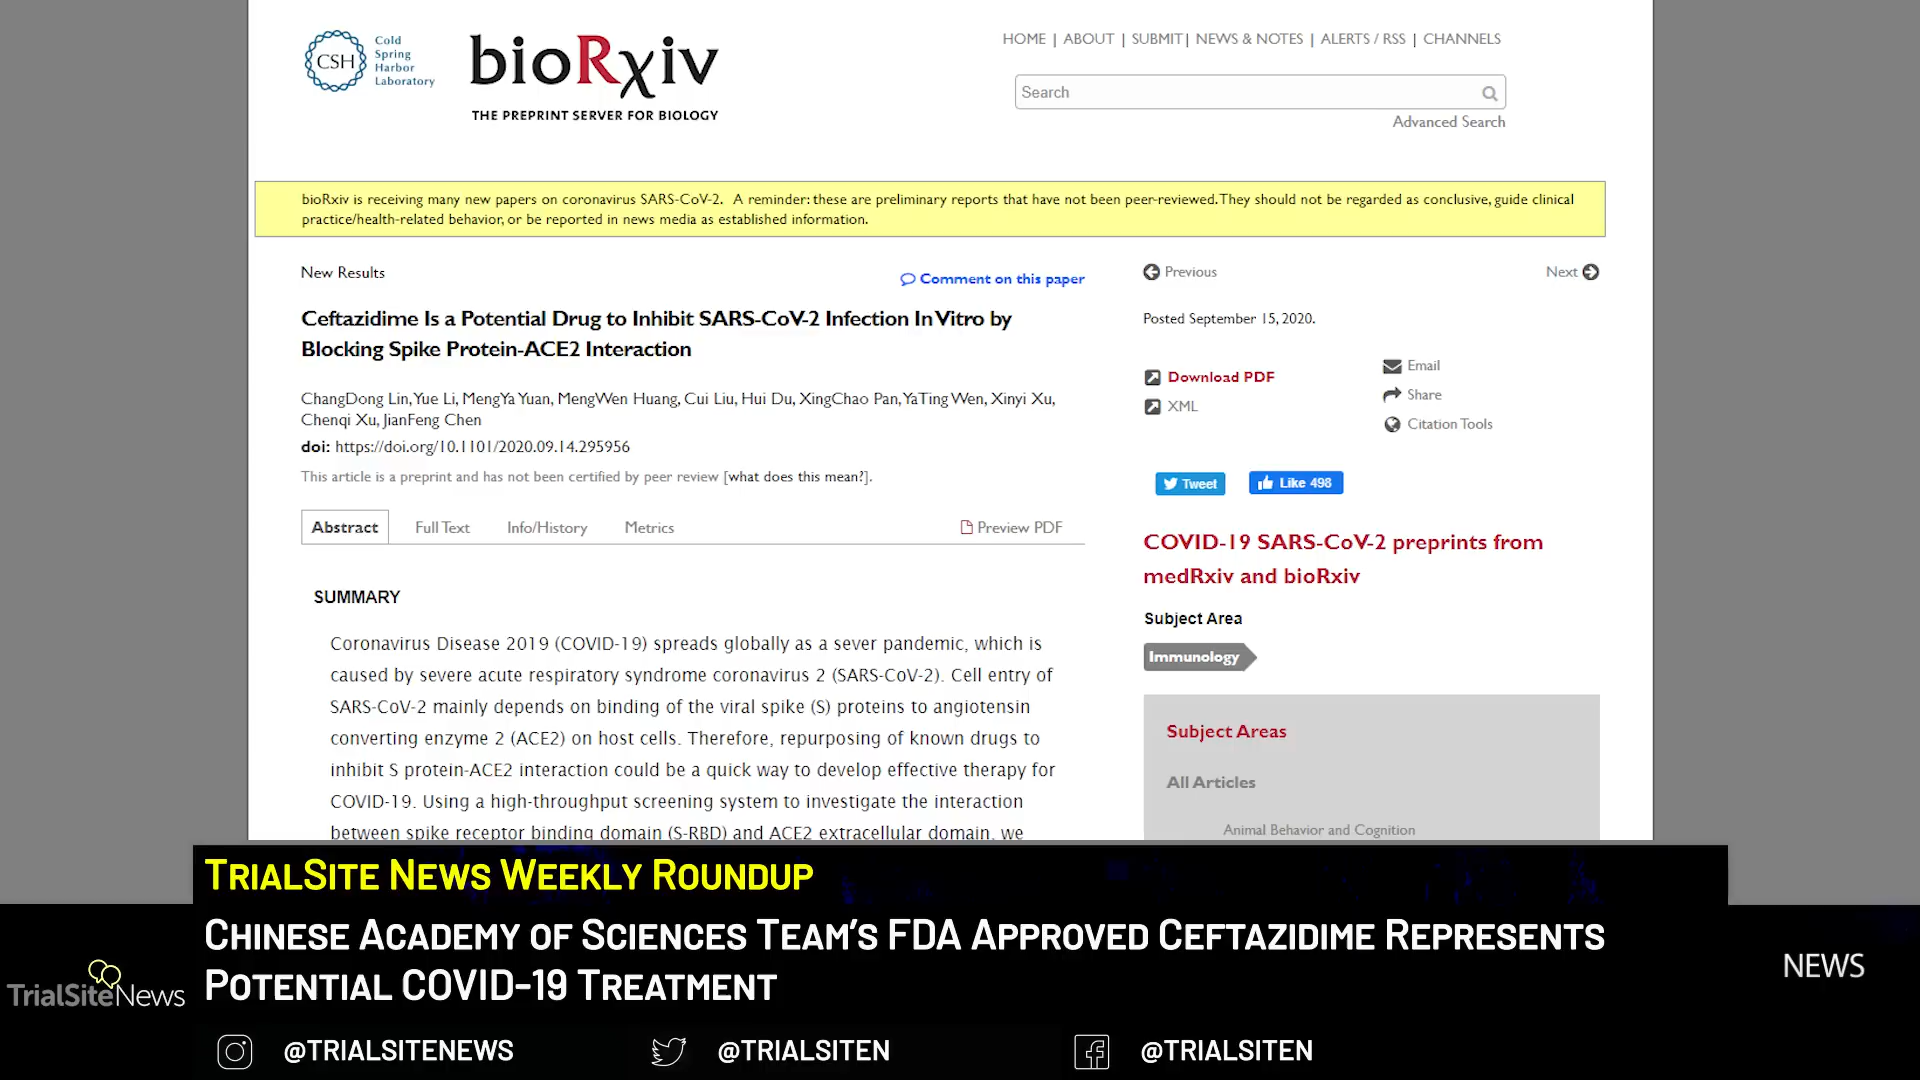 CSH
Cold
Spring
Harbor
Laboratory
bioRxiv
THE PREPRINT SERVER FOR BIOLOGY
HOME | ABOUT | SUBMIT | NEWS & NOTES | ALERTS / RSS | CHANNELS
Search
Advanced Search
bioRxiv is receiving many new papers on coronavirus SARS-CoV-2. A reminder: these are preliminary reports that have not been peer-reviewed. They should not be regarded as conclusive, guide clinical
practice/health-related behavior, or be reported in news media as established information.
New Results
Comment on this paper
Ceftazidime Is a Potential Drug to Inhibit SARS-CoV-2 Infection In Vitro by
Blocking Spike Protein-ACE2 Interaction
ChangDong Lin, Yue Li, MengYa Yuan, MengWen Huang, Cui Liu, Hui Du, XingChao Pan, YaTing Wen, Xinyi Xu,
Chenqi Xu, JianFeng Chen
doi: https://doi.org/10.1101/2020.09.14.295956
This article is a preprint and has not been certified by peer review [what does this mean?].
Abstract Full Text Info/History Metrics Preview PDF
SUMMARY
Coronavirus Disease 2019 (COVID-19) spreads globally as a sever pandemic, which is
caused by severe acute respiratory syndrome coronavirus 2 (SARS-CoV-2). Cell entry of
SARS-CoV-2 mainly depends on binding of the viral spike (S) proteins to angiotensin
converting enzyme 2 (ACE2) on host cells. Therefore, repurposing of known drugs to
inhibit S protein-ACE2 interaction could be a quick way to develop effective therapy for
COVID-19. Using a high-throughput screening system to investigate the interaction
between spike receptor binding domain (S-RBD) and ACE2 extracellular domain, we
Previous
Next
Posted September 15, 2020.
Download PDF
XML
Email
Share
Citation Tools
Tweet
Like 498
COVID-19 SARS-CoV-2 preprints from
medRxiv and bioRxiv
Subject Area
Immunology
Subject Areas
All Articles
Animal Behavior and Cognition
TrialSite News Weekly Roundup
Chinese Academy of Sciences Team's FDA Approved Ceftazidime Represents
Potential COVID-19 Treatment
TrialSiteNews
NEWS
@TRIALSITENEWS
@TRIALSITEN
@TRIALSITEN